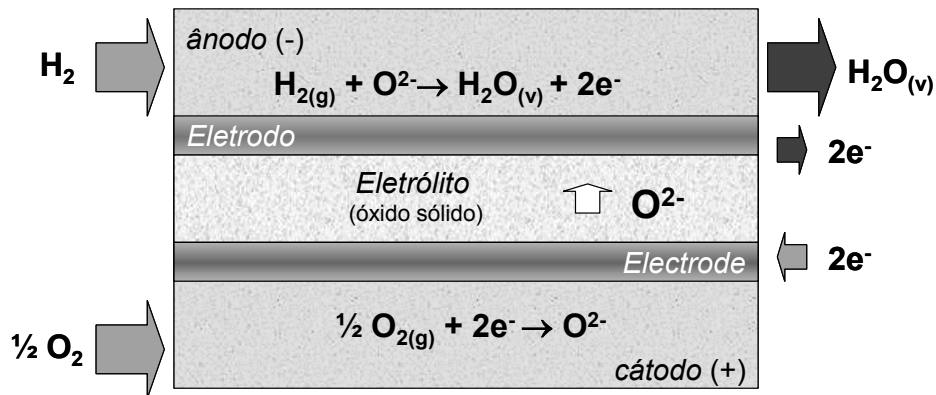 ânodo (-)
H₂
H₂(g) + O²⁻ → H₂O(v) + 2e⁻
H₂O(v)
Eletrodo
2e⁻
Eletrólito
(óxido sólido)
O²⁻
Electrode
2e⁻
½ O₂(g) + 2e⁻ → O²⁻
½ O₂
cátodo (+)